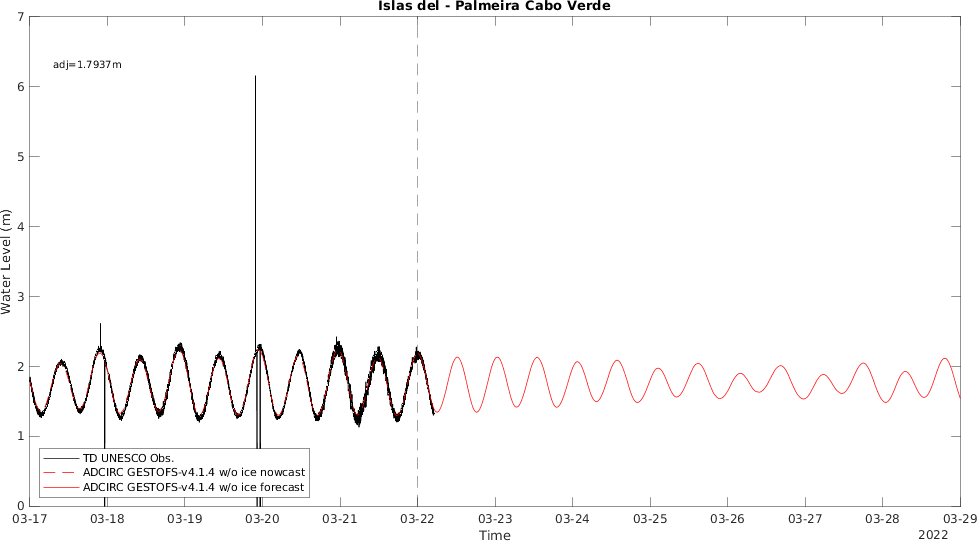 Islas del - Palmeira Cabo Verde
adj=1.7937m
Water Level (m)
7
6
5
4
3
2
1
0
TD UNESCO Obs.
ADCIRC GESTOFS-v4.1.4 w/o ice nowcast
ADCIRC GESTOFS-v4.1.4 w/o ice forecast
03-17 03-18 03-19 03-20 03-21 03-22 03-23 03-24 03-25 03-26 03-27 03-28 03-29
Time
2022